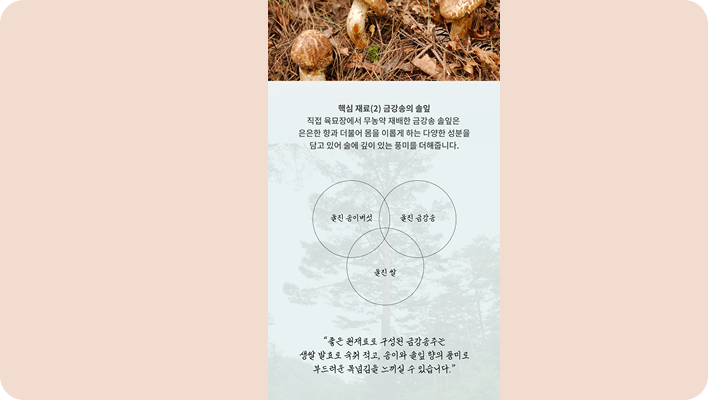 핵심 재료(2) 금강송의 솔잎
직접 육묘장에서 무농약 재배한 금강송 솔잎은
은은한 향과 더불어 몸을 이롭게 하는 다양한 성분을
담고 있어 술에 깊이 있는 풍미를 더해줍니다.
울진 송이버섯
울진 금강송
울진 쌀
“좋은 원재료로 구성된 금강송주는
생쌀 발효로 숙취 적고, 송이와 솔잎 향의 풍미로
부드러운 목넘김을 느끼실 수 있습니다.”